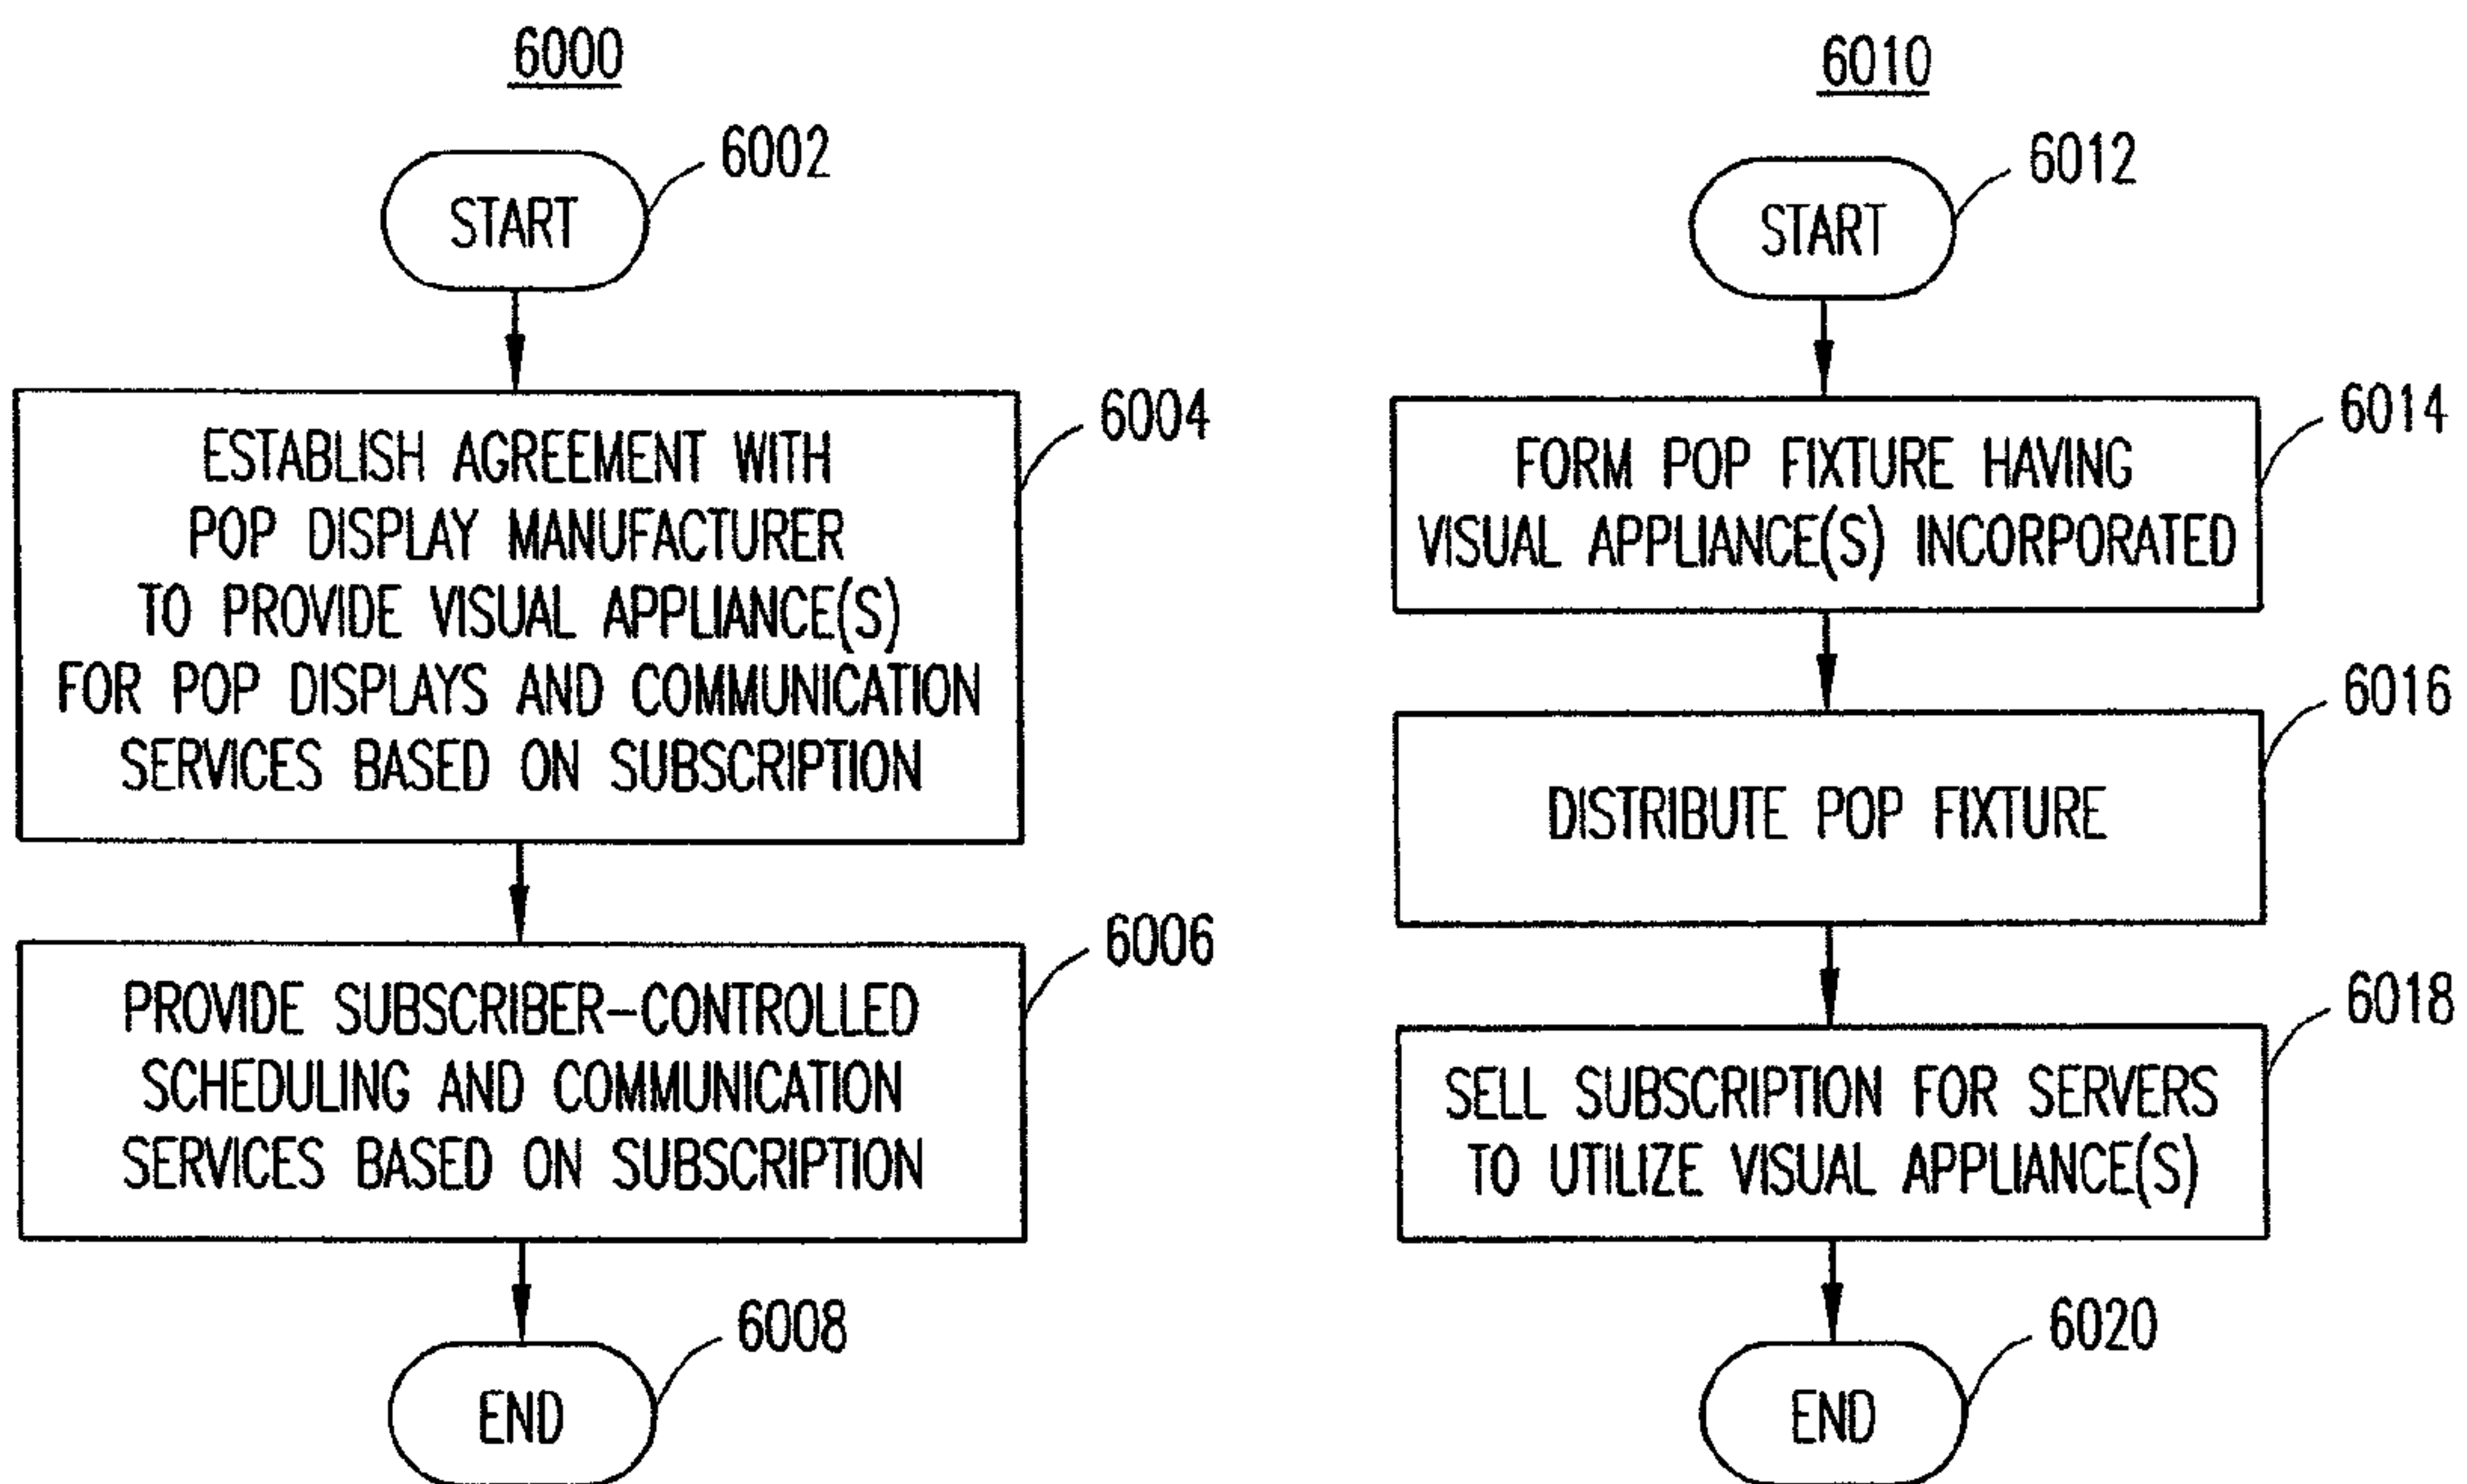 6000
START
6002
ESTABLISH AGREEMENT WITH
POP DISPLAY MANUFACTURER
TO PROVIDE VISUAL APPLIANCE(S)
FOR POP DISPLAYS AND COMMUNICATION
SERVICES BASED ON SUBSCRIPTION
6004
PROVIDE SUBSCRIBER-CONTROLLED
SCHEDULING AND COMMUNICATION
SERVICES BASED ON SUBSCRIPTION
6006
END
6008
6010
START
6012
FORM POP FIXTURE HAVING
VISUAL APPLIANCE(S) INCORPORATED
6014
DISTRIBUTE POP FIXTURE
6016
SELL SUBSCRIPTION FOR SERVERS
TO UTILIZE VISUAL APPLIANCE(S)
6018
END
6020